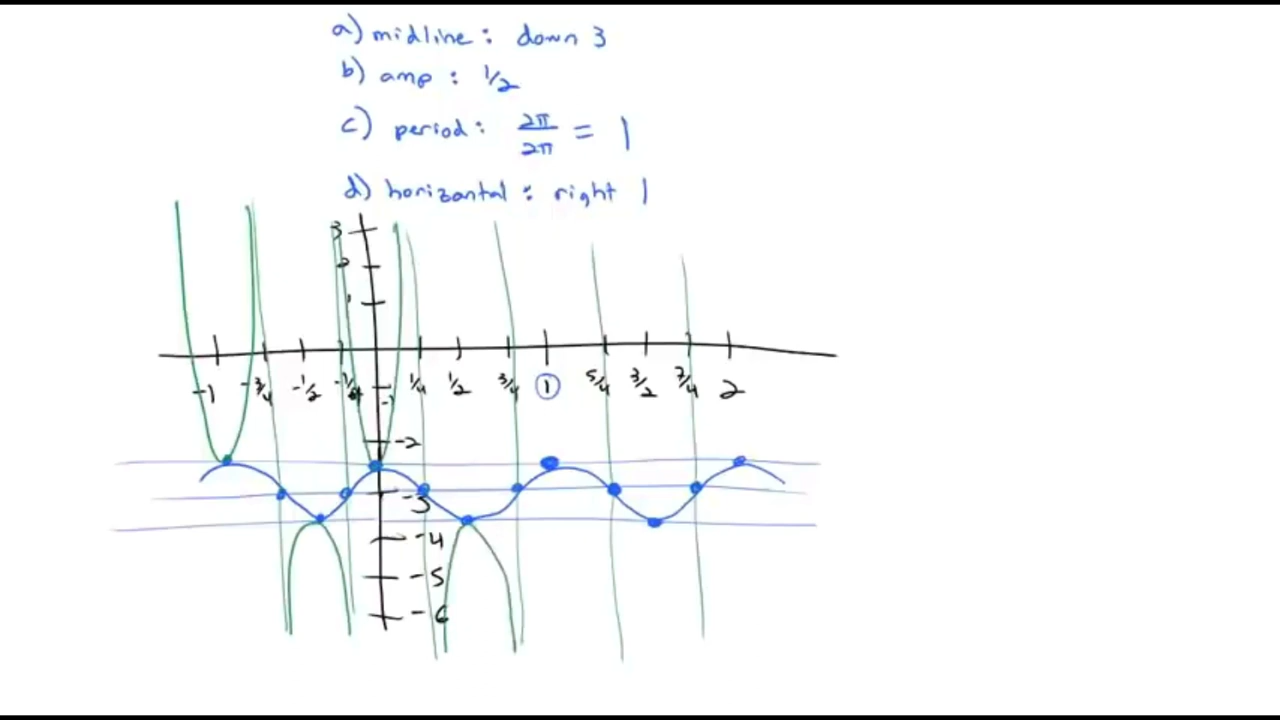 a) midline : down 3
b) amp : 1/2
c) period : 2π/2π = 1
d) horizontal : right 1
3
2
1
-1 -3/4 -1/2 -1/4 -1 1/4 1/2 3/4 1 5/4 3/2 7/4 2
-2
-3
-4
-5
-6